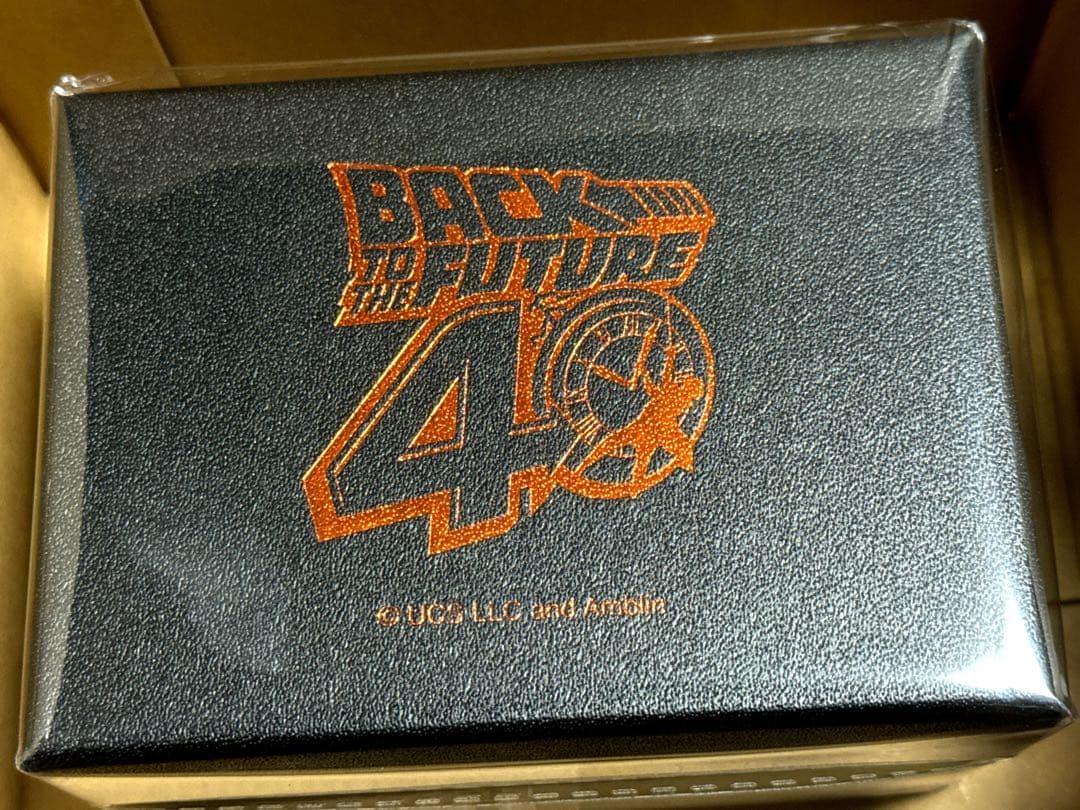 BACK
TO THE FUTURE
40
© UCS LLC and Amblin